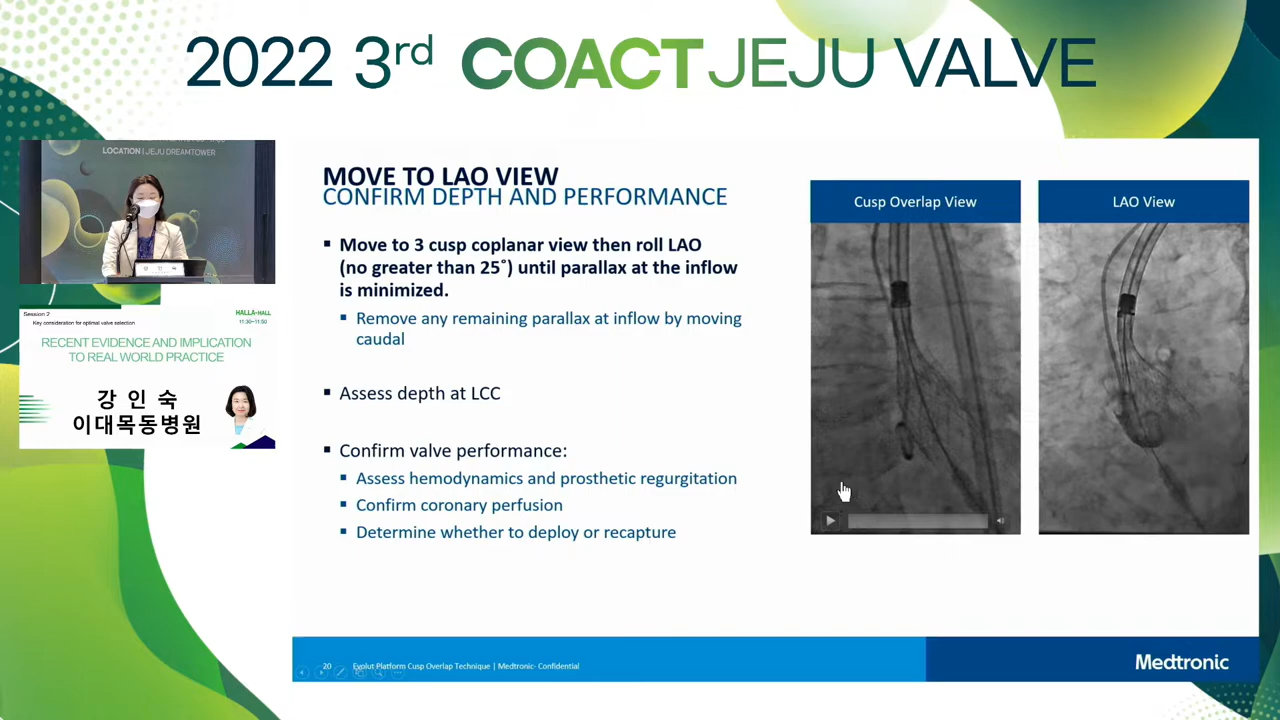 2022 3rd COACT JEJU VALVE
LOCATION | JEJU DREAMTOWER
Session 2
Key consideration for optimal valve selection
HALLA-HALL
11:30~11:50
RECENT EVIDENCE AND IMPLICATION
TO REAL WORLD PRACTICE
강 인 숙
이대목동병원
MOVE TO LAO VIEW
CONFIRM DEPTH AND PERFORMANCE
▪ Move to 3 cusp coplanar view then roll LAO
(no greater than 25˚) until parallax at the inflow
is minimized.
▪ Remove any remaining parallax at inflow by moving
caudal
▪ Assess depth at LCC
▪ Confirm valve performance:
▪ Assess hemodynamics and prosthetic regurgitation
▪ Confirm coronary perfusion
▪ Determine whether to deploy or recapture
Cusp Overlap View
LAO View
20
Evolut Platform Cusp Overlap Technique | Medtronic- Confidential
Medtronic